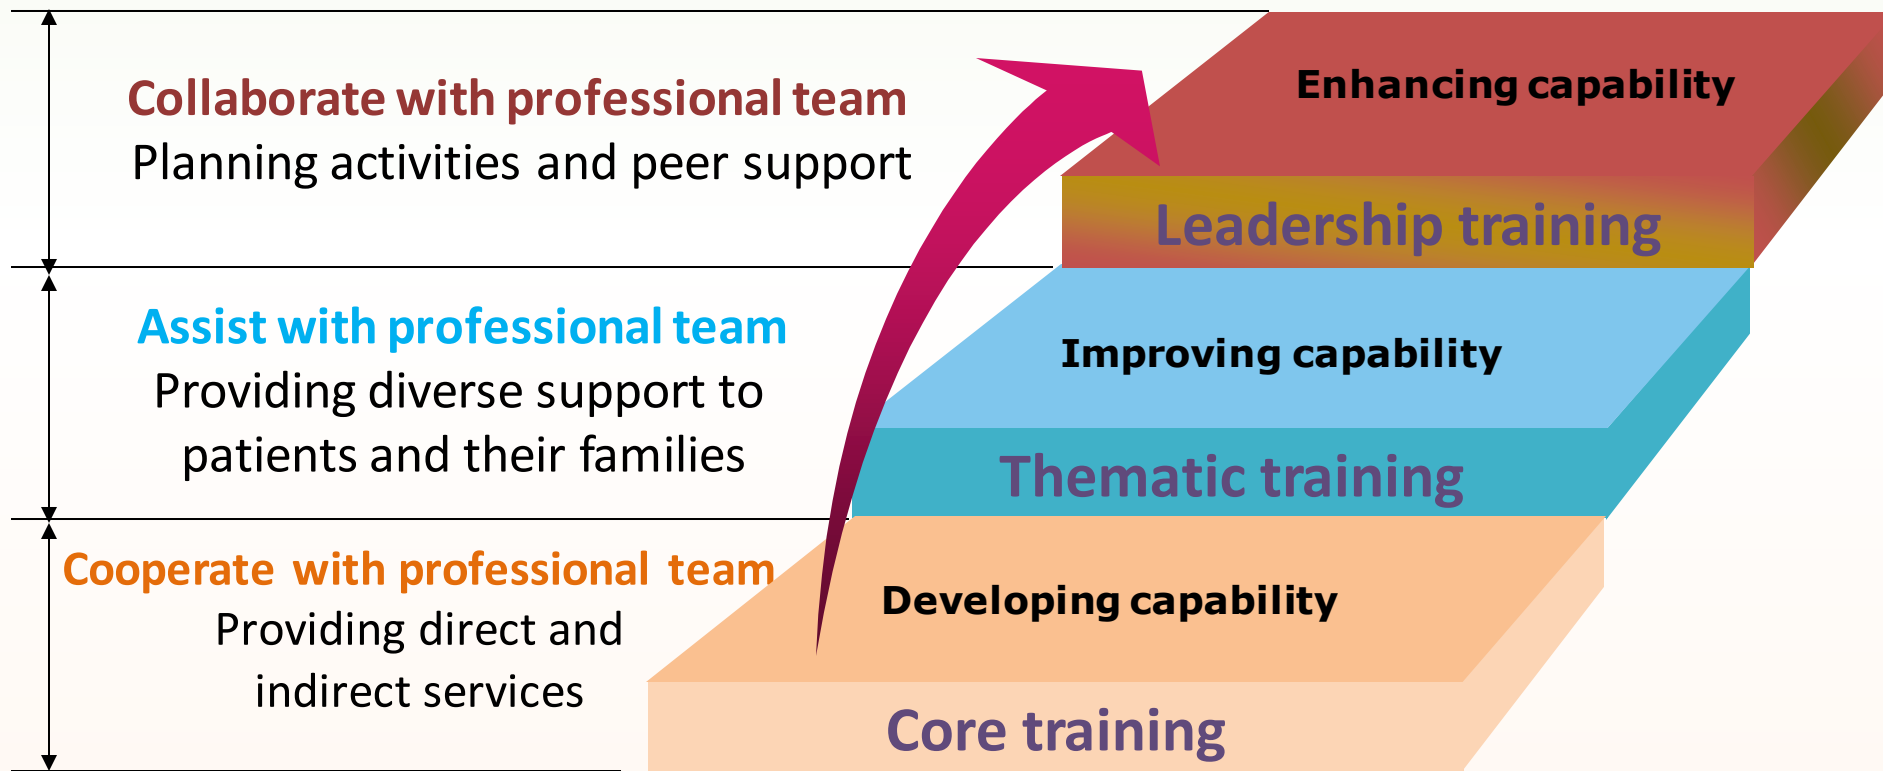 Collaborate with professional team
Planning activities and peer support
Enhancing capability
Leadership training
Assist with professional team
Providing diverse support to
patients and their families
Improving capability
Thematic training
Cooperate with professional team
Providing direct and
indirect services
Developing capability
Core training